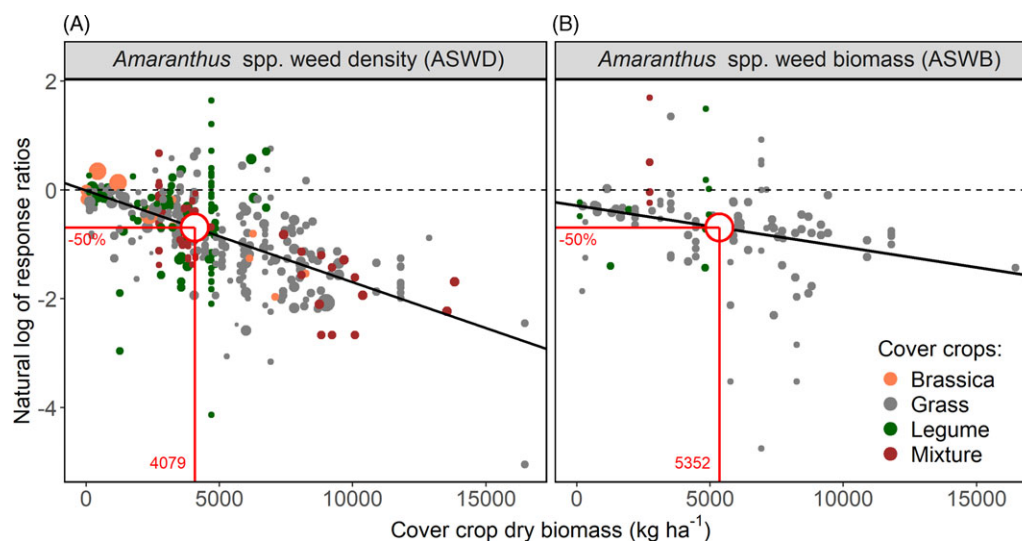 (A)
(B)
Amaranthus spp. weed density (ASWD)
Amaranthus spp. weed biomass (ASWB)
Natural log of response ratios
2
0
-2
-4
-50%
4079
-50%
5352
Cover crops:
Brassica
Grass
Legume
Mixture
0 5000 10000 15000
0 5000 10000 15000
Cover crop dry biomass (kg ha⁻¹)